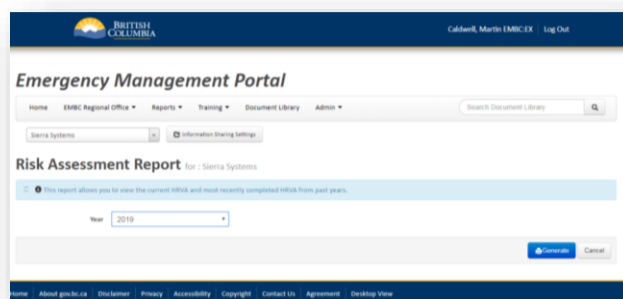 BRITISH
COLUMBIA
Caldwell, Martin EMBC:EX Log Out
Emergency Management Portal
Home EMBC Regional Office Reports Training Document Library Admin Search Document Library
Sierra Systems Information Sharing Settings
Risk Assessment Report for : Sierra Systems
This report allows you to view the current HRVA and most recently completed HRVA from past years.
Year 2019
Generate Cancel
Home About gov.bc.ca Disclaimer Privacy Accessibility Copyright Contact Us Agreement Desktop View